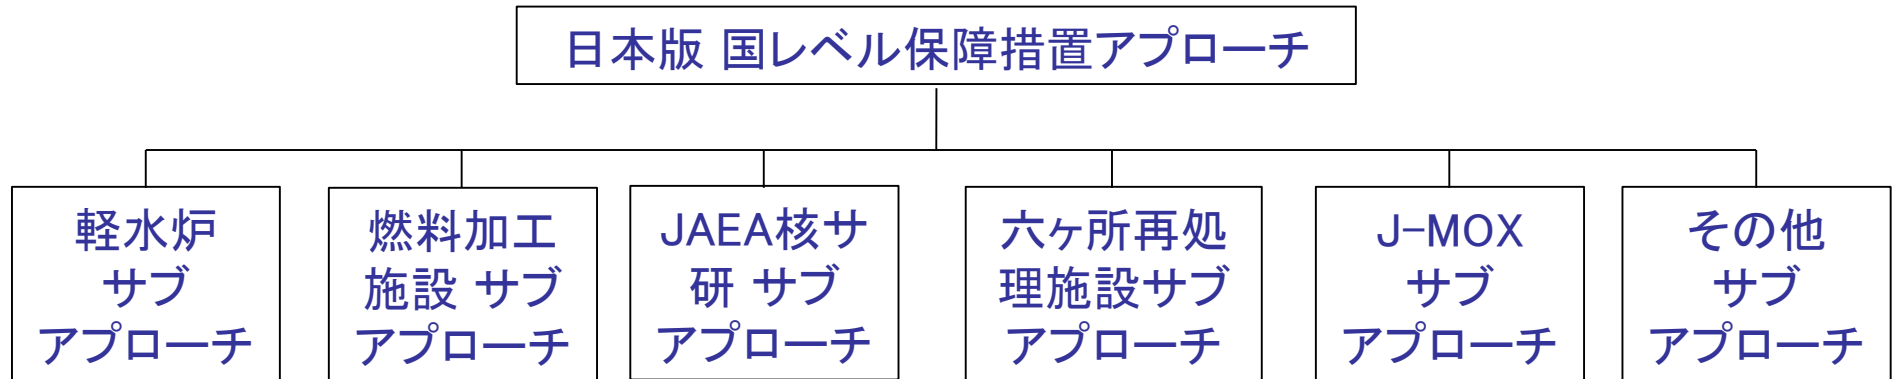 日本版 国レベル保障措置アプローチ
軽水炉
サブ
アプローチ
燃料加工
施設 サブ
アプローチ
JAEA核サ
研 サブ
アプローチ
六ヶ所再処
理施設サブ
アプローチ
J-MOX
サブ
アプローチ
その他
サブ
アプローチ